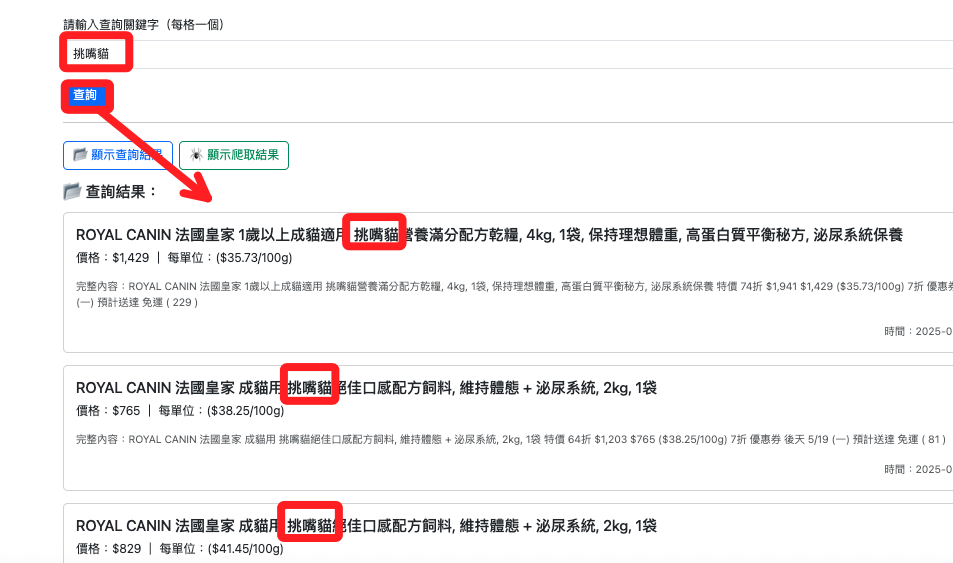 請輸入查詢關鍵字（每格一個）
挑嘴貓
查詢
顯示查詢結果 顯示爬取結果
查詢結果：
ROYAL CANIN 法國皇家 1歲以上成貓適用 挑嘴貓營養滿分配方乾糧, 4kg, 1袋, 保持理想體重, 高蛋白質平衡秘方, 泌尿系統保養
價格：$1,429 ｜ 每單位：($35.73/100g)
完整內容：ROYAL CANIN 法國皇家 1歲以上成貓適用 挑嘴貓營養滿分配方乾糧, 4kg, 1袋, 保持理想體重, 高蛋白質平衡秘方, 泌尿系統保養 特價 74折 $1,941 $1,429 ($35.73/100g) 7折 優惠券
(一) 預計送達 免運 ( 229 )
時間：2025-0
ROYAL CANIN 法國皇家 成貓用 挑嘴貓絕佳口感配方飼料, 維持體態 + 泌尿系統, 2kg, 1袋
價格：$765 ｜ 每單位：($38.25/100g)
完整內容：ROYAL CANIN 法國皇家 成貓用 挑嘴貓絕佳口感配方飼料, 維持體態 + 泌尿系統, 2kg, 1袋 特價 64折 $1,203 $765 ($38.25/100g) 7折 優惠券 後天 5/19 (一) 預計送達 免運 ( 81 )
時間：2025-0
ROYAL CANIN 法國皇家 成貓用 挑嘴貓絕佳口感配方飼料, 維持體態 + 泌尿系統, 2kg, 1袋
價格：$829 ｜ 每單位：($41.45/100g)